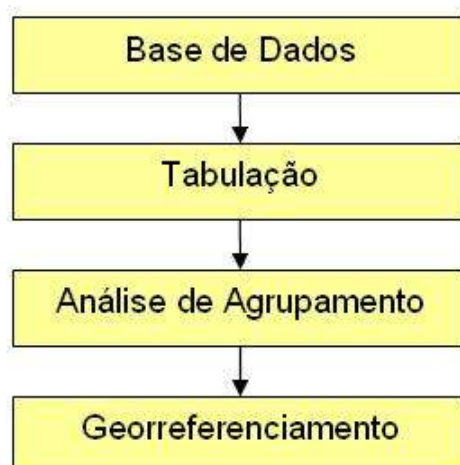 Base de Dados
Tabulação
Análise de Agrupamento
Georreferenciamento